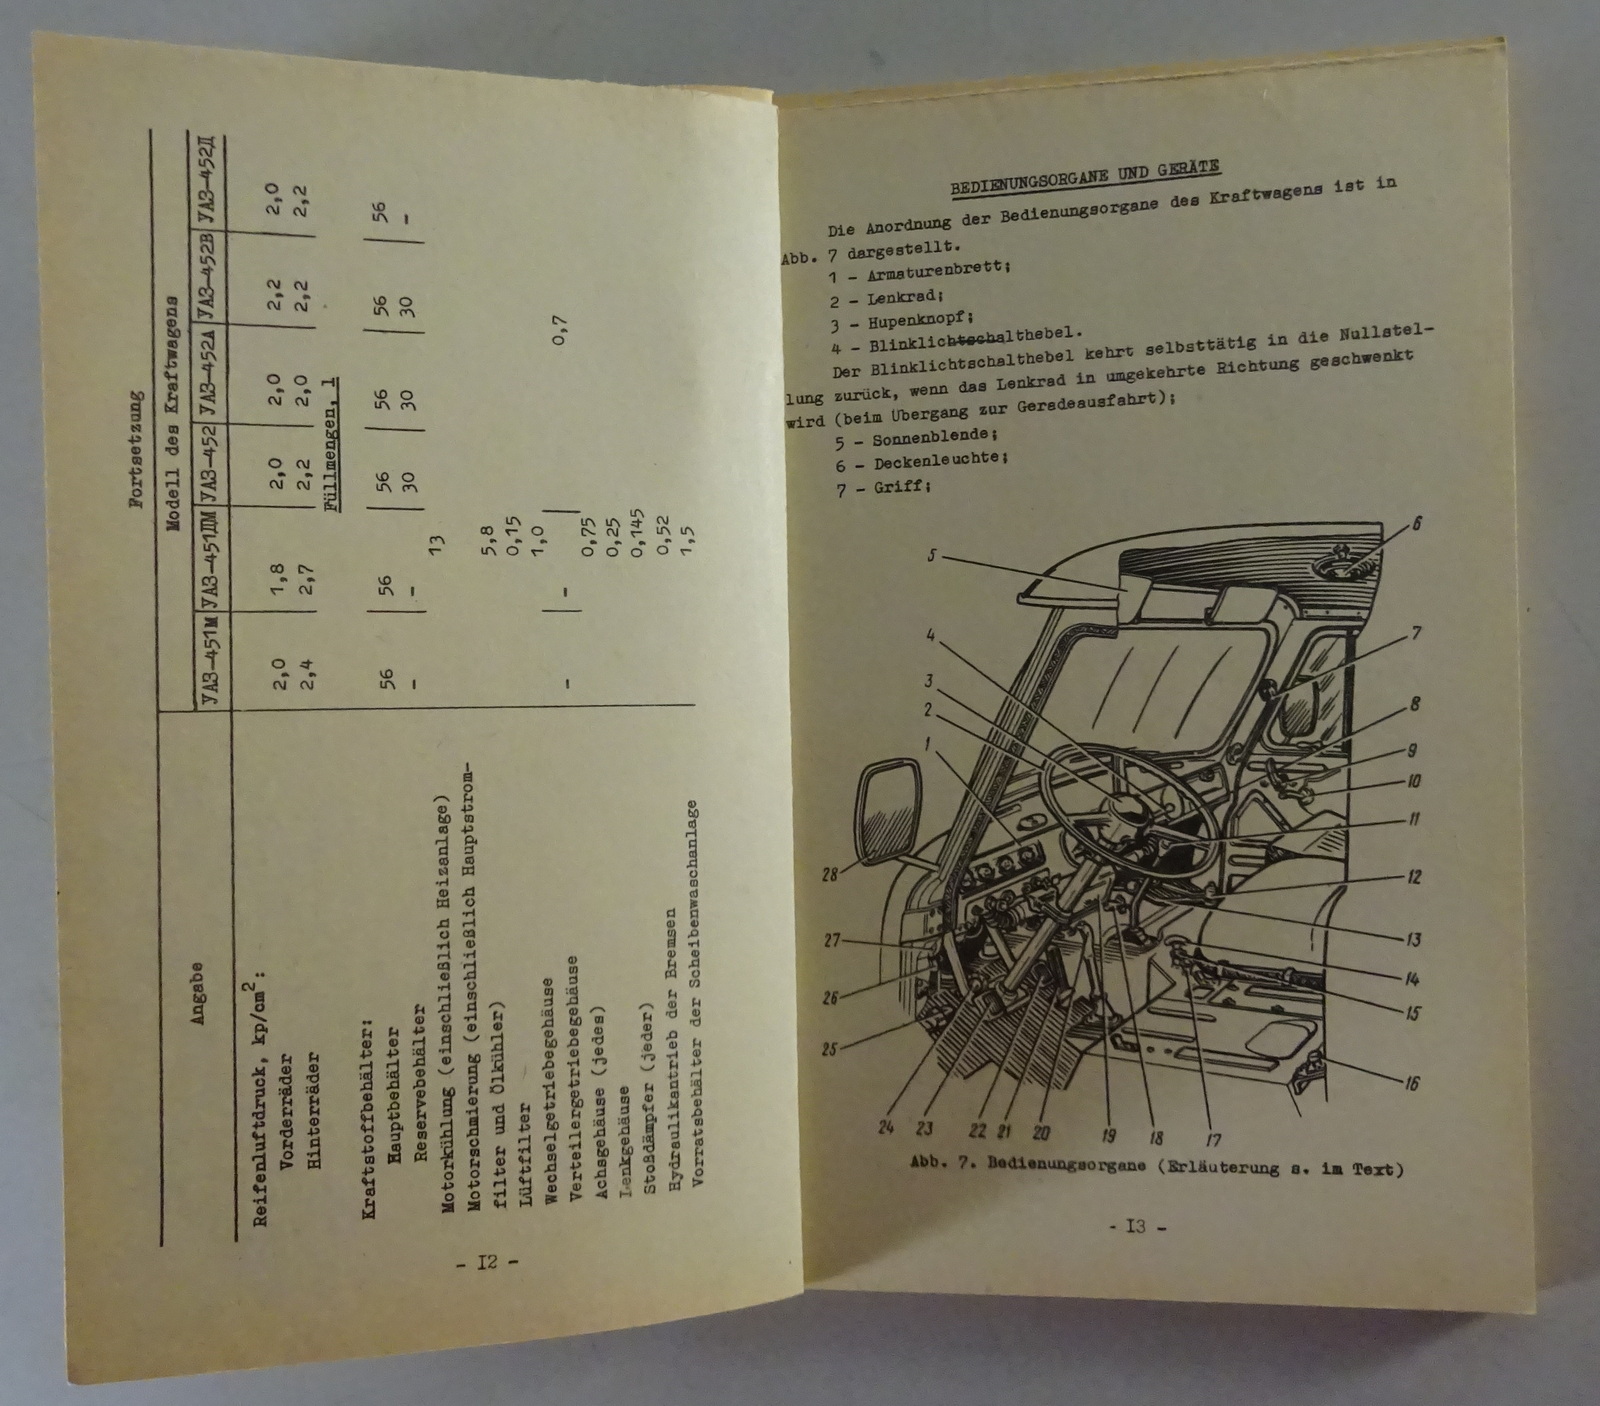 Fortsetzung
Angabe
Modell des Kraftwagens
УАЗ-451М УАЗ-451ДМ УАЗ-452 УАЗ-452А УАЗ-452В УАЗ-452Д
Reifenluftdruck, kp/cm²:
Vorderräder 2,0 1,8 2,0 2,0 2,2 2,0
Hinterräder 2,4 2,7 2,2 2,0 2,2 2,2
Füllmengen, l
Kraftstoffbehälter:
Hauptbehälter 56 56 56 56 56 56
Reservebehälter - - 30 30 30 -
Motorkühlung (einschließlich Heizanlage) 13
Motorschmierung (einschließlich Hauptstrom-
filter und Ölkühler) 5,8
Lüftfilter 0,15
Wechselgetriebegehäuse 1,0
Verteilergetriebegehäuse - - 0,7
Achsgehäuse (jedes) 0,75
Lenkgehäuse 0,25
Stoßdämpfer (jeder) 0,145
Hydraulikantrieb der Bremsen 0,52
Vorratsbehälter der Scheibenwaschanlage 1,5
- I2 -
BEDIENUNGSORGANE UND GERÄTE
Die Anordnung der Bedienungsorgane des Kraftwagens ist in
Abb. 7 dargestellt.
1 - Armaturenbrett;
2 - Lenkrad;
3 - Hupenknopf;
4 - Blinklichtschalthebel.
Der Blinklichtschalthebel kehrt selbsttätig in die Nullstel-
lung zurück, wenn das Lenkrad in umgekehrte Richtung geschwenkt
wird (beim Ubergang zur Geradeausfahrt);
5 - Sonnenblende;
6 - Deckenleuchte;
7 - Griff;
5
6
4
7
3
2
8
1
9
10
11
28
12
27
13
14
26
15
25
16
24 23 22 21 20 19 18 17
Abb. 7. Bedienungsorgane (Erläuterung s. im Text)
- I3 -